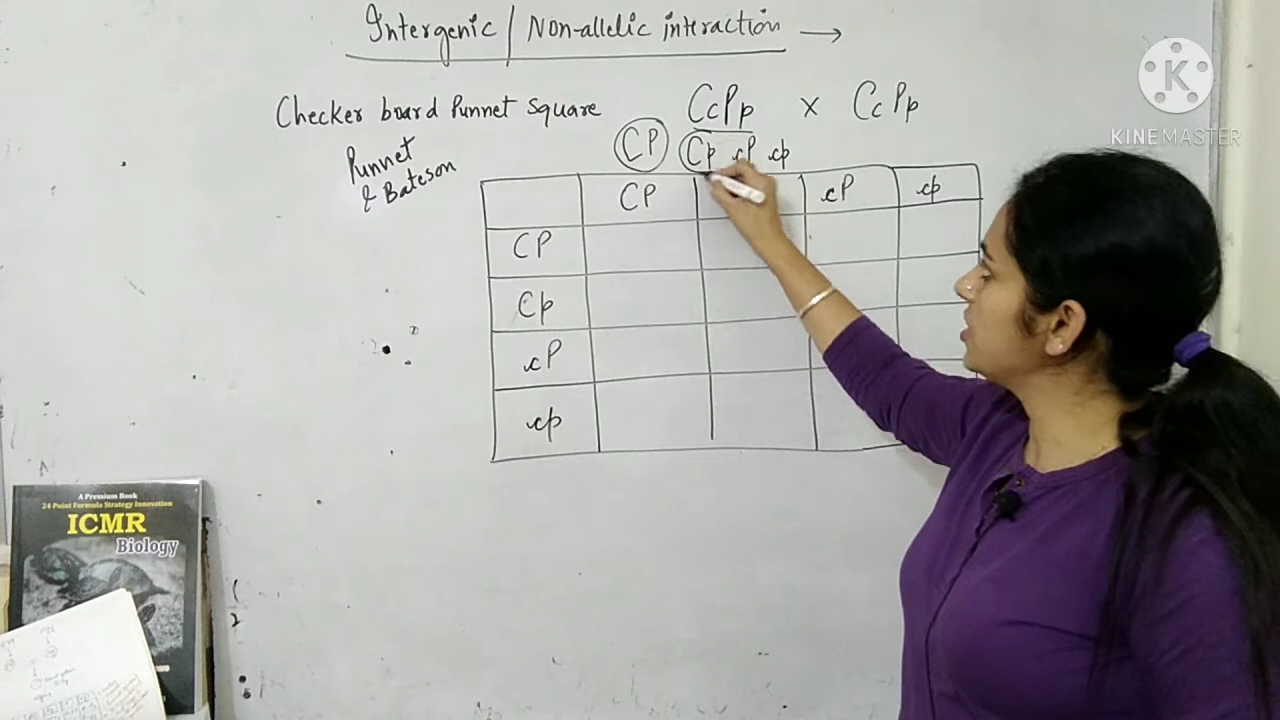 Intergenic / Non-allelic interaction →
Checker board Punnet Square CcPp x CcPp
Punnet & Bateson
CP Cp cP cp
CP cP cp
CP
Cp
cP
cp
KINEMASTER
A Premium Book
24 Point Formula Strategy Innovation
ICMR
Biology